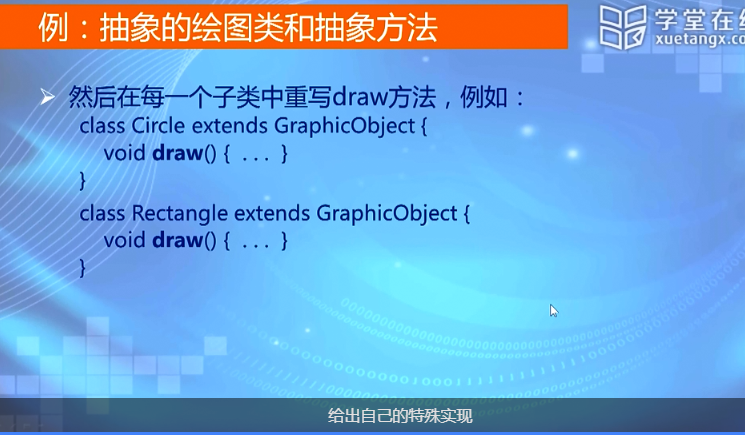 例：抽象的绘图类和抽象方法
学堂在线
xuetangx.com
然后在每一个子类中重写draw方法，例如：
class Circle extends GraphicObject {
void draw() { . . . }
}
class Rectangle extends GraphicObject {
void draw() { . . . }
}
给出自己的特殊实现